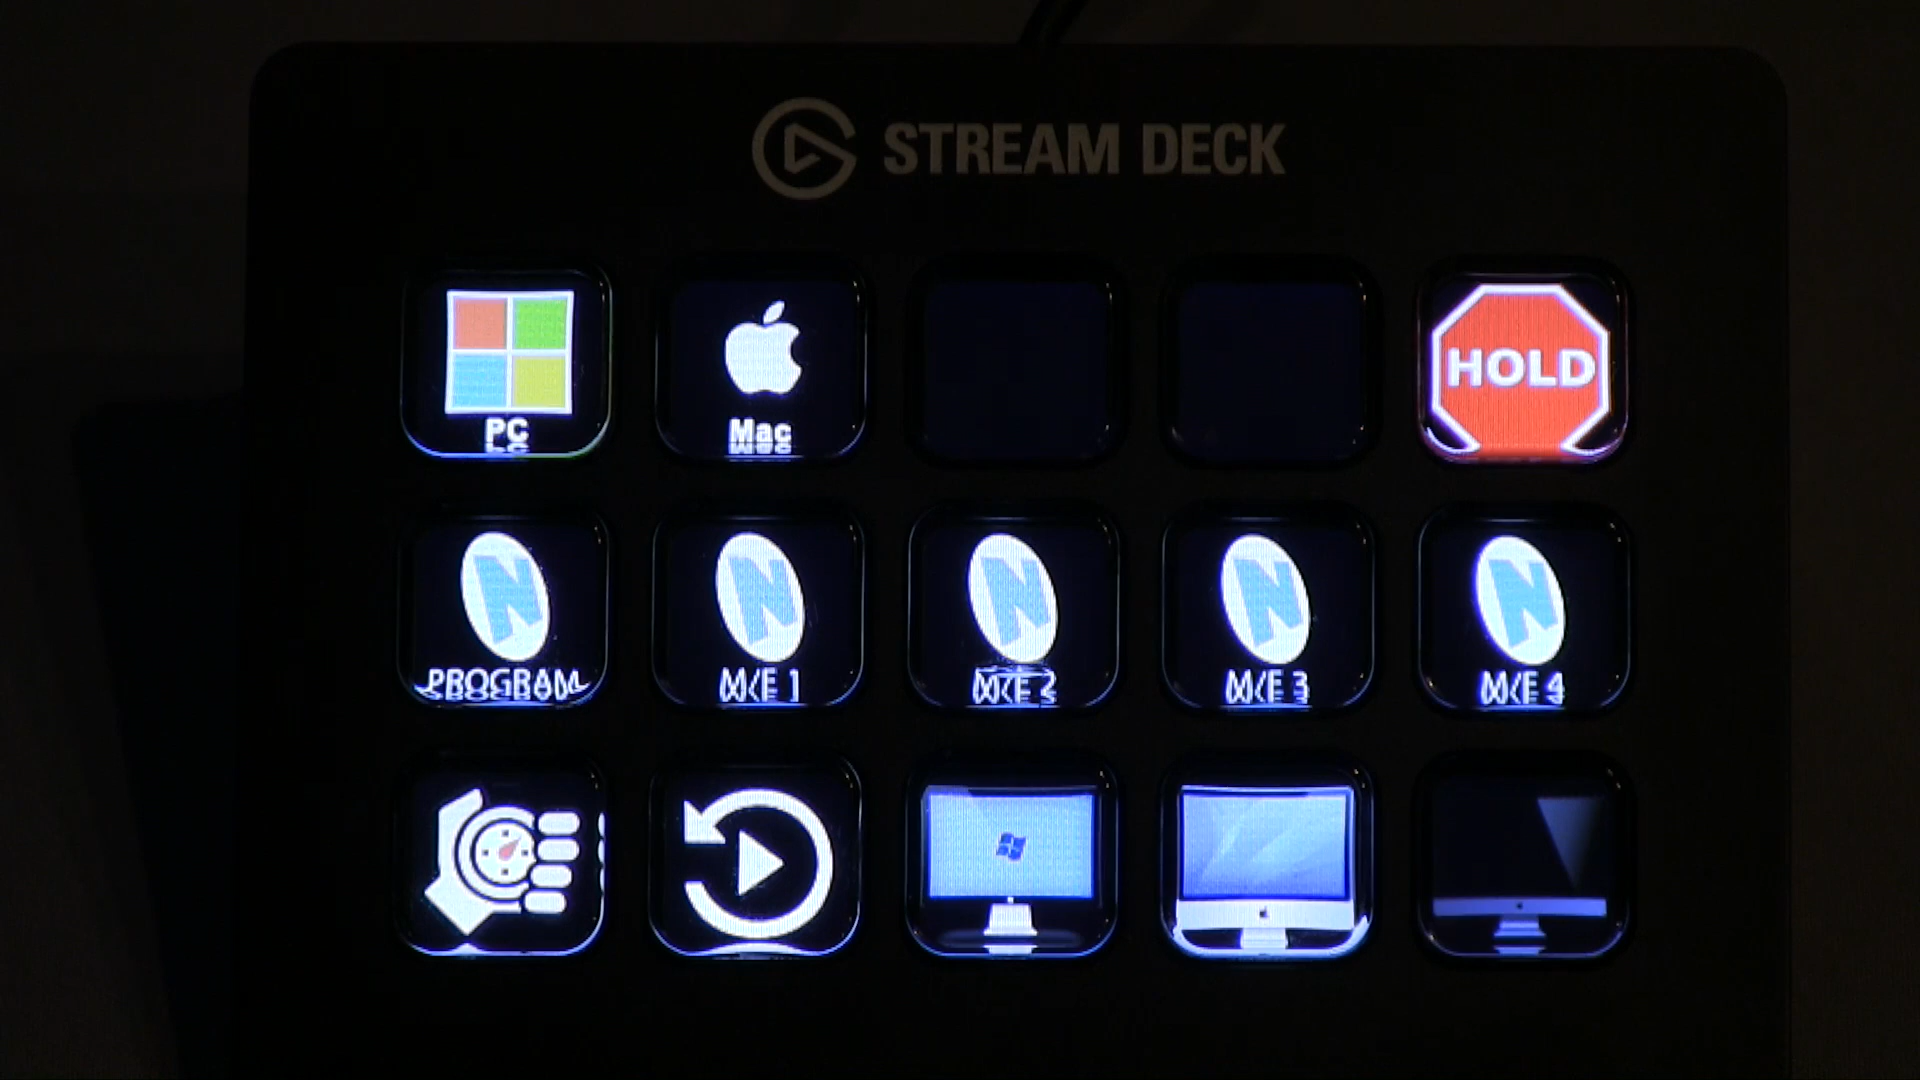 STREAM DECK
PC
Mac
HOLD
PROGRAM
M/E 1
M/E 2
M/E 3
M/E 4